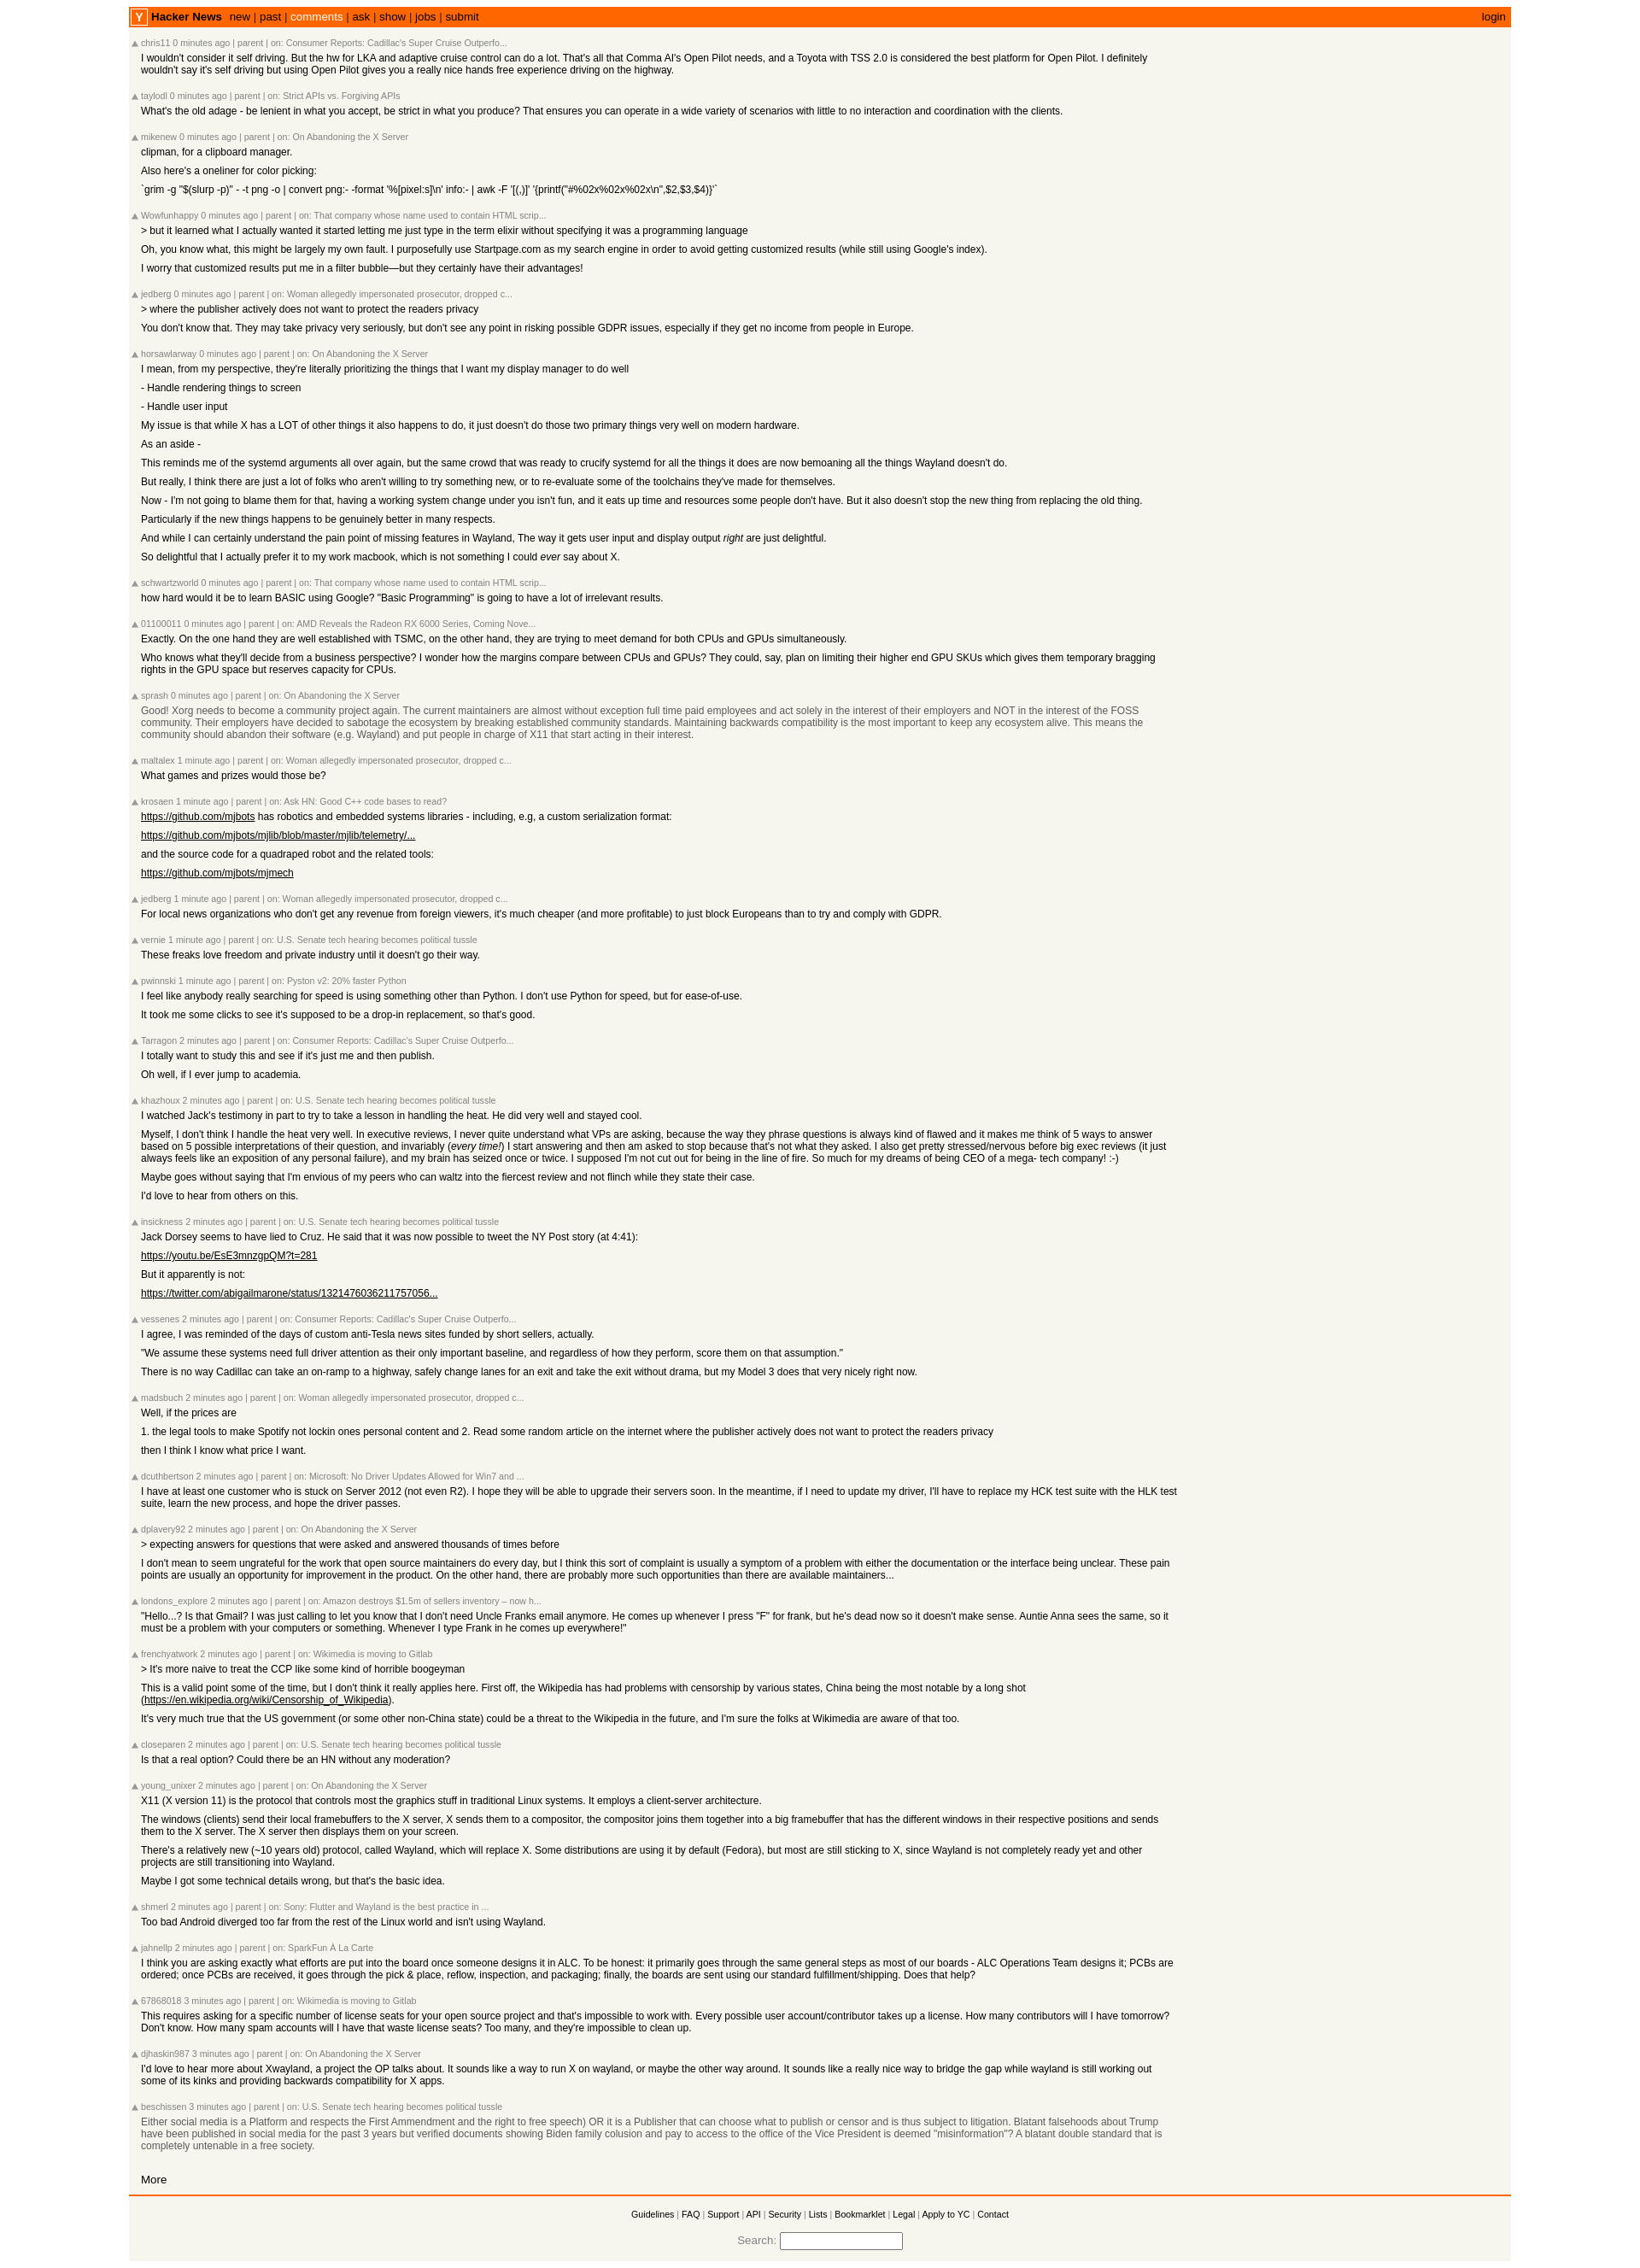 Y Hacker News new | past | comments | ask | show | jobs | submit login
chris11 0 minutes ago | parent | on: Consumer Reports: Cadillac's Super Cruise Outperfo...
I wouldn't consider it self driving. But the hw for LKA and adaptive cruise control can do a lot. That's all that Comma AI's Open Pilot needs, and a Toyota with TSS 2.0 is considered the best platform for Open Pilot. I definitely
wouldn't say it's self driving but using Open Pilot gives you a really nice hands free experience driving on the highway.
taylodl 0 minutes ago | parent | on: Strict APIs vs. Forgiving APIs
What's the old adage - be lenient in what you accept, be strict in what you produce? That ensures you can operate in a wide variety of scenarios with little to no interaction and coordination with the clients.
mikenew 0 minutes ago | parent | on: On Abandoning the X Server
clipman, for a clipboard manager.
Also here's a oneliner for color picking:
`grim -g "$(slurp -p)" - -t png -o | convert png:- -format '%[pixel:s]\n' info:- | awk -F '[(,)]' '{printf("#%02x%02x%02x\n",$2,$3,$4)}'`
Wowfunhappy 0 minutes ago | parent | on: That company whose name used to contain HTML scrip...
> but it learned what I actually wanted it started letting me just type in the term elixir without specifying it was a programming language
Oh, you know what, this might be largely my own fault. I purposefully use Startpage.com as my search engine in order to avoid getting customized results (while still using Google's index).
I worry that customized results put me in a filter bubble—but they certainly have their advantages!
jedberg 0 minutes ago | parent | on: Woman allegedly impersonated prosecutor, dropped c...
> where the publisher actively does not want to protect the readers privacy
You don't know that. They may take privacy very seriously, but don't see any point in risking possible GDPR issues, especially if they get no income from people in Europe.
horsawlarway 0 minutes ago | parent | on: On Abandoning the X Server
I mean, from my perspective, they're literally prioritizing the things that I want my display manager to do well
- Handle rendering things to screen
- Handle user input
My issue is that while X has a LOT of other things it also happens to do, it just doesn't do those two primary things very well on modern hardware.
As an aside -
This reminds me of the systemd arguments all over again, but the same crowd that was ready to crucify systemd for all the things it does are now bemoaning all the things Wayland doesn't do.
But really, I think there are just a lot of folks who aren't willing to try something new, or to re-evaluate some of the toolchains they've made for themselves.
Now - I'm not going to blame them for that, having a working system change under you isn't fun, and it eats up time and resources some people don't have. But it also doesn't stop the new thing from replacing the old thing.
Particularly if the new things happens to be genuinely better in many respects.
And while I can certainly understand the pain point of missing features in Wayland, The way it gets user input and display output right are just delightful.
So delightful that I actually prefer it to my work macbook, which is not something I could ever say about X.
schwartzworld 0 minutes ago | parent | on: That company whose name used to contain HTML scrip...
how hard would it be to learn BASIC using Google? "Basic Programming" is going to have a lot of irrelevant results.
01100011 0 minutes ago | parent | on: AMD Reveals the Radeon RX 6000 Series, Coming Nove...
Exactly. On the one hand they are well established with TSMC, on the other hand, they are trying to meet demand for both CPUs and GPUs simultaneously.
Who knows what they'll decide from a business perspective? I wonder how the margins compare between CPUs and GPUs? They could, say, plan on limiting their higher end GPU SKUs which gives them temporary bragging
rights in the GPU space but reserves capacity for CPUs.
sprash 0 minutes ago | parent | on: On Abandoning the X Server
Good! Xorg needs to become a community project again. The current maintainers are almost without exception full time paid employees and act solely in the interest of their employers and NOT in the interest of the FOSS
community. Their employers have decided to sabotage the ecosystem by breaking established community standards. Maintaining backwards compatibility is the most important to keep any ecosystem alive. This means the
community should abandon their software (e.g. Wayland) and put people in charge of X11 that start acting in their interest.
maltalex 1 minute ago | parent | on: Woman allegedly impersonated prosecutor, dropped c...
What games and prizes would those be?
krosaen 1 minute ago | parent | on: Ask HN: Good C++ code bases to read?
https://github.com/mjbots has robotics and embedded systems libraries - including, e.g, a custom serialization format:
https://github.com/mjbots/mjlib/blob/master/mjlib/telemetry/...
and the source code for a quadraped robot and the related tools:
https://github.com/mjbots/mjmech
jedberg 1 minute ago | parent | on: Woman allegedly impersonated prosecutor, dropped c...
For local news organizations who don't get any revenue from foreign viewers, it's much cheaper (and more profitable) to just block Europeans than to try and comply with GDPR.
vernie 1 minute ago | parent | on: U.S. Senate tech hearing becomes political tussle
These freaks love freedom and private industry until it doesn't go their way.
pwinnski 1 minute ago | parent | on: Pyston v2: 20% faster Python
I feel like anybody really searching for speed is using something other than Python. I don't use Python for speed, but for ease-of-use.
It took me some clicks to see it's supposed to be a drop-in replacement, so that's good.
Tarragon 2 minutes ago | parent | on: Consumer Reports: Cadillac's Super Cruise Outperfo...
I totally want to study this and see if it's just me and then publish.
Oh well, if I ever jump to academia.
khazhoux 2 minutes ago | parent | on: U.S. Senate tech hearing becomes political tussle
I watched Jack's testimony in part to try to take a lesson in handling the heat. He did very well and stayed cool.
Myself, I don't think I handle the heat very well. In executive reviews, I never quite understand what VPs are asking, because the way they phrase questions is always kind of flawed and it makes me think of 5 ways to answer
based on 5 possible interpretations of their question, and invariably (every time!) I start answering and then am asked to stop because that's not what they asked. I also get pretty stressed/nervous before big exec reviews (it just
always feels like an exposition of any personal failure), and my brain has seized once or twice. I supposed I'm not cut out for being in the line of fire. So much for my dreams of being CEO of a mega- tech company! :-)
Maybe goes without saying that I'm envious of my peers who can waltz into the fiercest review and not flinch while they state their case.
I'd love to hear from others on this.
insickness 2 minutes ago | parent | on: U.S. Senate tech hearing becomes political tussle
Jack Dorsey seems to have lied to Cruz. He said that it was now possible to tweet the NY Post story (at 4:41):
https://youtu.be/EsE3mnzgpQM?t=281
But it apparently is not:
https://twitter.com/abigailmarone/status/1321476036211757056...
vessenes 2 minutes ago | parent | on: Consumer Reports: Cadillac's Super Cruise Outperfo...
I agree, I was reminded of the days of custom anti-Tesla news sites funded by short sellers, actually.
"We assume these systems need full driver attention as their only important baseline, and regardless of how they perform, score them on that assumption."
There is no way Cadillac can take an on-ramp to a highway, safely change lanes for an exit and take the exit without drama, but my Model 3 does that very nicely right now.
madsbuch 2 minutes ago | parent | on: Woman allegedly impersonated prosecutor, dropped c...
Well, if the prices are
1. the legal tools to make Spotify not lockin ones personal content and 2. Read some random article on the internet where the publisher actively does not want to protect the readers privacy
then I think I know what price I want.
dcuthbertson 2 minutes ago | parent | on: Microsoft: No Driver Updates Allowed for Win7 and ...
I have at least one customer who is stuck on Server 2012 (not even R2). I hope they will be able to upgrade their servers soon. In the meantime, if I need to update my driver, I'll have to replace my HCK test suite with the HLK test
suite, learn the new process, and hope the driver passes.
dplavery92 2 minutes ago | parent | on: On Abandoning the X Server
> expecting answers for questions that were asked and answered thousands of times before
I don't mean to seem ungrateful for the work that open source maintainers do every day, but I think this sort of complaint is usually a symptom of a problem with either the documentation or the interface being unclear. These pain
points are usually an opportunity for improvement in the product. On the other hand, there are probably more such opportunities than there are available maintainers...
londons_explore 2 minutes ago | parent | on: Amazon destroys $1.5m of sellers inventory – now h...
"Hello...? Is that Gmail? I was just calling to let you know that I don't need Uncle Franks email anymore. He comes up whenever I press "F" for frank, but he's dead now so it doesn't make sense. Auntie Anna sees the same, so it
must be a problem with your computers or something. Whenever I type Frank in he comes up everywhere!"
frenchyatwork 2 minutes ago | parent | on: Wikimedia is moving to Gitlab
> It's more naive to treat the CCP like some kind of horrible boogeyman
This is a valid point some of the time, but I don't think it really applies here. First off, the Wikipedia has had problems with censorship by various states, China being the most notable by a long shot
(https://en.wikipedia.org/wiki/Censorship_of_Wikipedia).
It's very much true that the US government (or some other non-China state) could be a threat to the Wikipedia in the future, and I'm sure the folks at Wikimedia are aware of that too.
closeparen 2 minutes ago | parent | on: U.S. Senate tech hearing becomes political tussle
Is that a real option? Could there be an HN without any moderation?
young_unixer 2 minutes ago | parent | on: On Abandoning the X Server
X11 (X version 11) is the protocol that controls most the graphics stuff in traditional Linux systems. It employs a client-server architecture.
The windows (clients) send their local framebuffers to the X server, X sends them to a compositor, the compositor joins them together into a big framebuffer that has the different windows in their respective positions and sends
them to the X server. The X server then displays them on your screen.
There's a relatively new (~10 years old) protocol, called Wayland, which will replace X. Some distributions are using it by default (Fedora), but most are still sticking to X, since Wayland is not completely ready yet and other
projects are still transitioning into Wayland.
Maybe I got some technical details wrong, but that's the basic idea.
shmerl 2 minutes ago | parent | on: Sony: Flutter and Wayland is the best practice in ...
Too bad Android diverged too far from the rest of the Linux world and isn't using Wayland.
jahnellp 2 minutes ago | parent | on: SparkFun À La Carte
I think you are asking exactly what efforts are put into the board once someone designs it in ALC. To be honest: it primarily goes through the same general steps as most of our boards - ALC Operations Team designs it; PCBs are
ordered; once PCBs are received, it goes through the pick & place, reflow, inspection, and packaging; finally, the boards are sent using our standard fulfillment/shipping. Does that help?
67868018 3 minutes ago | parent | on: Wikimedia is moving to Gitlab
This requires asking for a specific number of license seats for your open source project and that's impossible to work with. Every possible user account/contributor takes up a license. How many contributors will I have tomorrow?
Don't know. How many spam accounts will I have that waste license seats? Too many, and they're impossible to clean up.
djhaskin987 3 minutes ago | parent | on: On Abandoning the X Server
I'd love to hear more about Xwayland, a project the OP talks about. It sounds like a way to run X on wayland, or maybe the other way around. It sounds like a really nice way to bridge the gap while wayland is still working out
some of its kinks and providing backwards compatibility for X apps.
beschissen 3 minutes ago | parent | on: U.S. Senate tech hearing becomes political tussle
Either social media is a Platform and respects the First Ammendment and the right to free speech) OR it is a Publisher that can choose what to publish or censor and is thus subject to litigation. Blatant falsehoods about Trump
have been published in social media for the past 3 years but verified documents showing Biden family colusion and pay to access to the office of the Vice President is deemed "misinformation"? A blatant double standard that is
completely untenable in a free society.
More
Guidelines | FAQ | Support | API | Security | Lists | Bookmarklet | Legal | Apply to YC | Contact
Search: